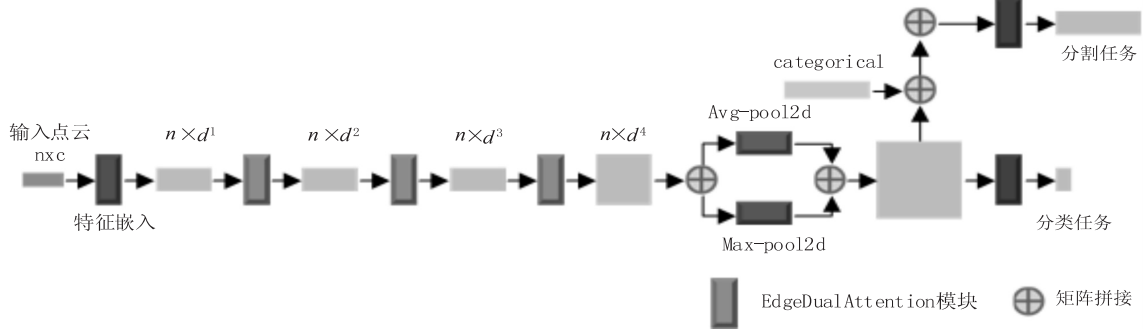 分割任务
categorical
Avg-pool2d
输入点云
nxc
n×d¹
n×d²
n×d³
n×d⁴
特征嵌入
分类任务
Max-pool2d
EdgeDualAttention模块
矩阵拼接